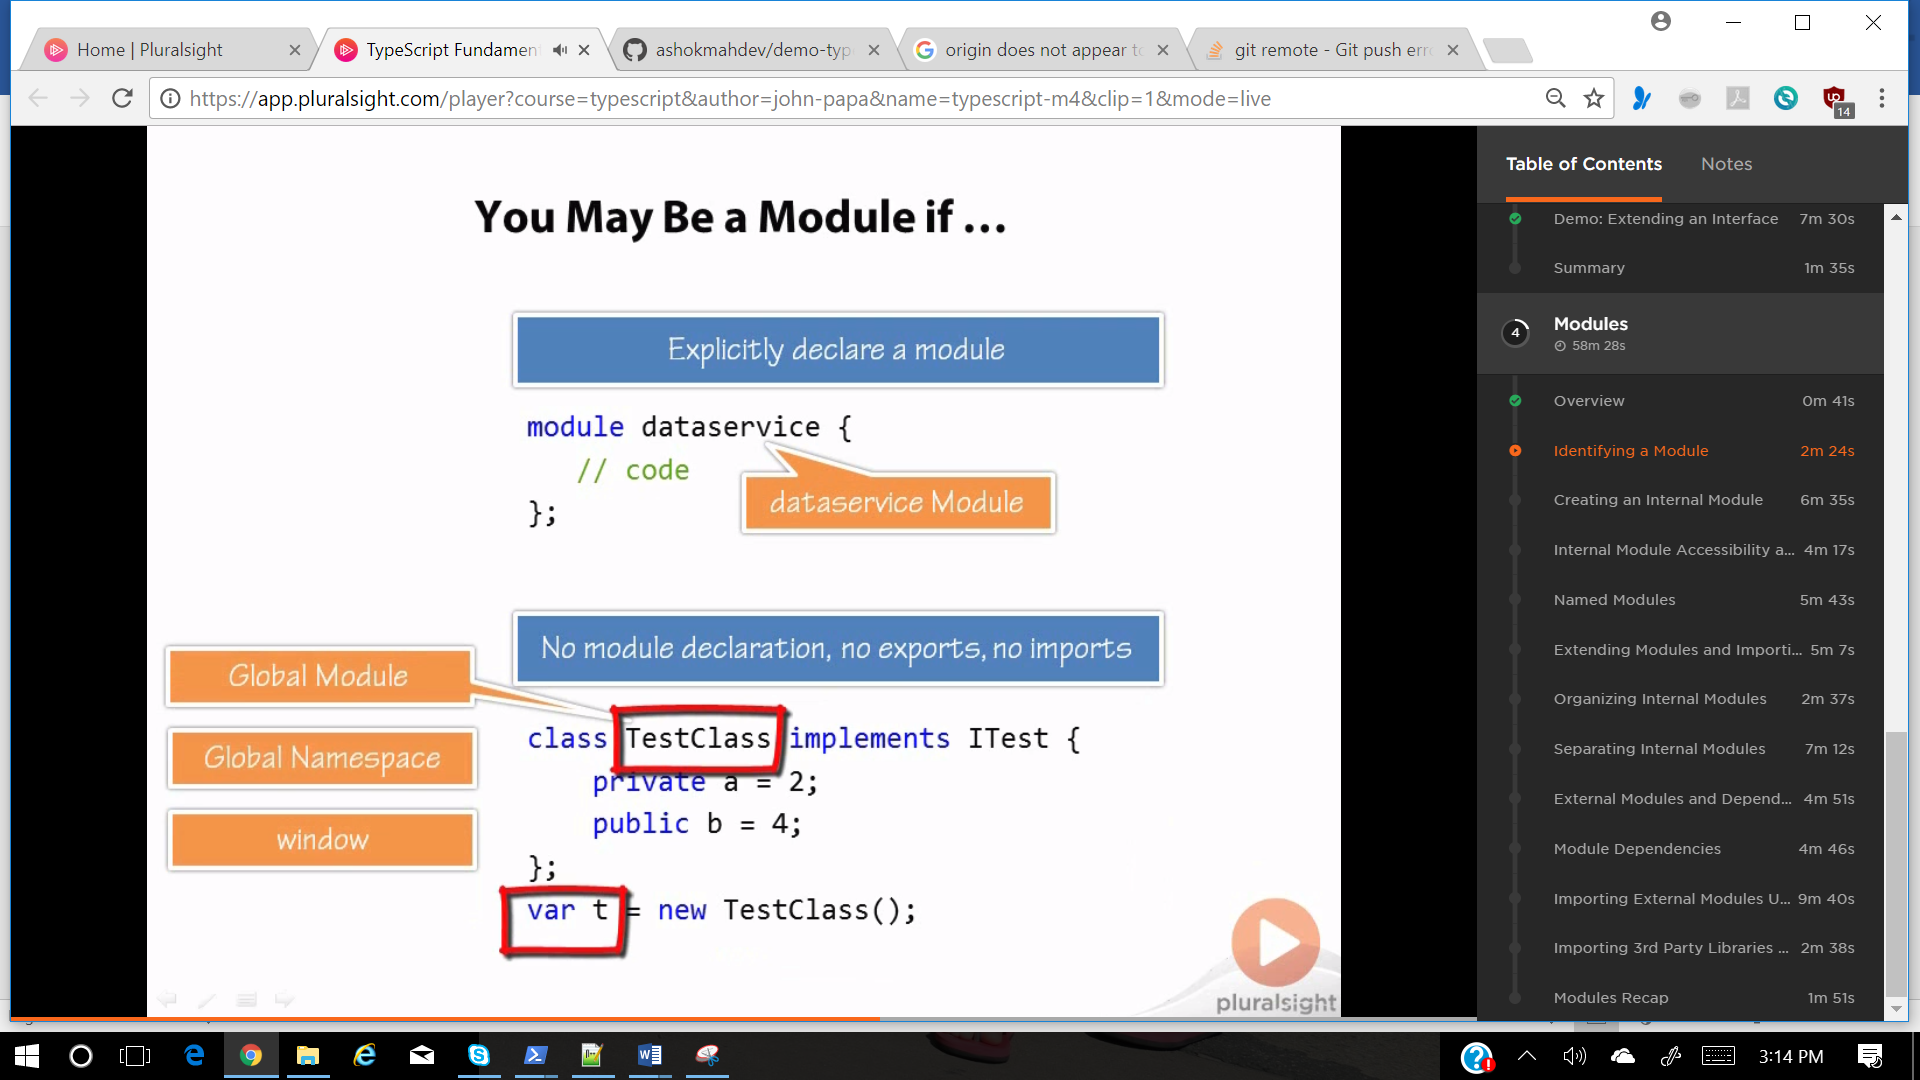 Home | Pluralsight
TypeScript Fundamen
ashokmahdev/demo-typ
origin does not appear to
git remote - Git push erro
https://app.pluralsight.com/player?course=typescript&author=john-papa&name=typescript-m4&clip=1&mode=live
14
You May Be a Module if ...
Explicitly declare a module
module dataservice {
// code
};
dataservice Module
No module declaration, no exports, no imports
Global Module
Global Namespace
window
class TestClass implements ITest {
private a = 2;
public b = 4;
};
var t = new TestClass();
pluralsight
Table of Contents
Notes
Demo: Extending an Interface 7m 30s
Summary 1m 35s
4
Modules
58m 28s
Overview 0m 41s
Identifying a Module 2m 24s
Creating an Internal Module 6m 35s
Internal Module Accessibility a... 4m 17s
Named Modules 5m 43s
Extending Modules and Importi... 5m 7s
Organizing Internal Modules 2m 37s
Separating Internal Modules 7m 12s
External Modules and Depend... 4m 51s
Module Dependencies 4m 46s
Importing External Modules U... 9m 40s
Importing 3rd Party Libraries ... 2m 38s
Modules Recap 1m 51s
3:14 PM